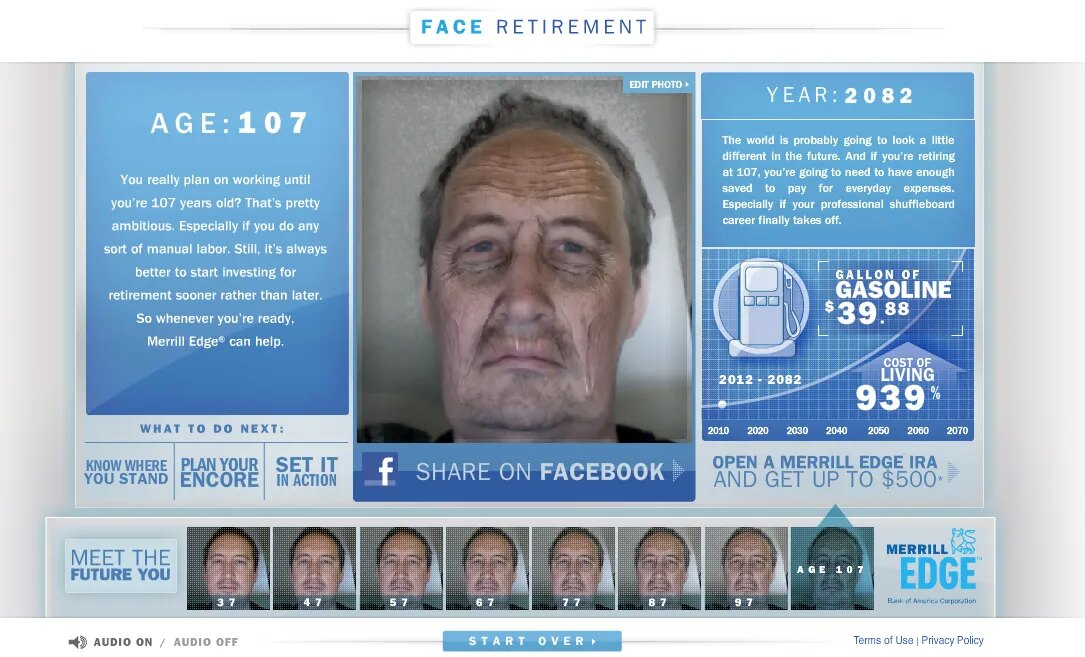 FACE RETIREMENT
AGE: 107
You really plan on working until
you're 107 years old? That's pretty
ambitious. Especially if you do any
sort of manual labor. Still, it's always
better to start investing for
retirement sooner rather than later.
So whenever you're ready,
Merrill Edge® can help.
WHAT TO DO NEXT:
KNOW WHERE
YOU STAND
PLAN YOUR
ENCORE
SET IT
IN ACTION
EDIT PHOTO
f SHARE ON FACEBOOK
YEAR: 2082
The world is probably going to look a little
different in the future. And if you're retiring
at 107, you're going to need to have enough
saved to pay for everyday expenses.
Especially if your professional shuffleboard
career finally takes off.
GALLON OF
GASOLINE
$39.88
COST OF
LIVING
939%
2012 - 2082
2010 2020 2030 2040 2050 2060 2070
OPEN A MERRILL EDGE IRA
AND GET UP TO $500*
MEET THE
FUTURE YOU
37 47 57 67 77 87 97 AGE 107
MERRILL
EDGE™
Bank of America Corporation
AUDIO ON / AUDIO OFF
START OVER
Terms of Use | Privacy Policy